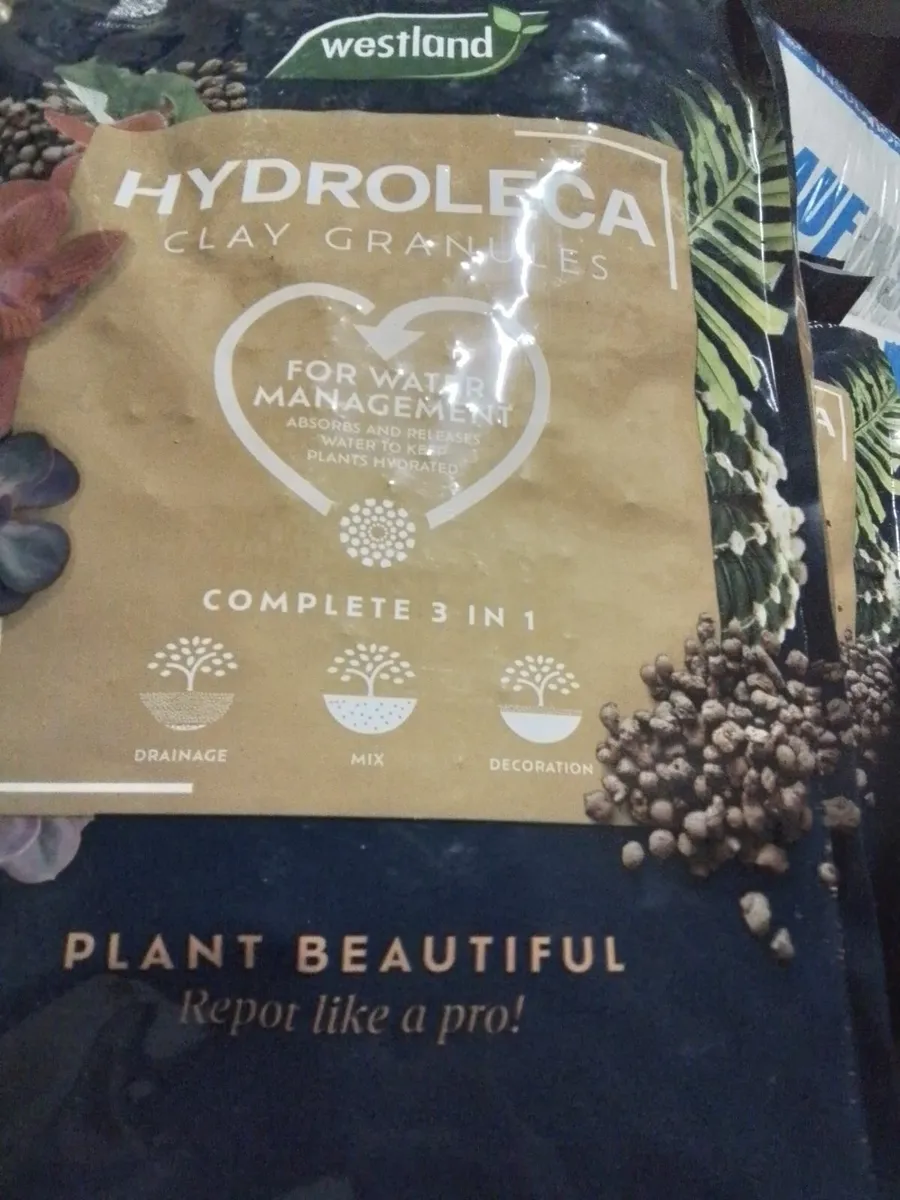 westland
HYDROLECA
CLAY GRANULES
FOR WATER
MANAGEMENT
ABSORBS AND RELEASES
WATER TO KEEP
PLANTS HYDRATED
COMPLETE 3 IN 1
DRAINAGE
MIX
DECORATION
PLANT BEAUTIFUL
Repot like a pro!
A